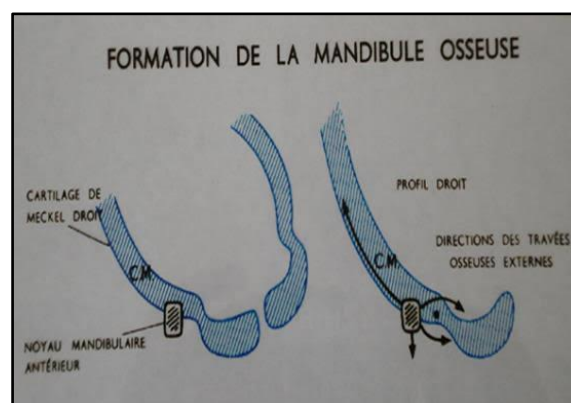 FORMATION DE LA MANDIBULE OSSEUSE
CARTILAGE DE
MECKEL DROIT
C.M.
NOYAU MANDIBULAIRE
ANTÉRIEUR
PROFIL DROIT
DIRECTIONS DES TRAVÉES
OSSEUSES EXTERNES
C.M.